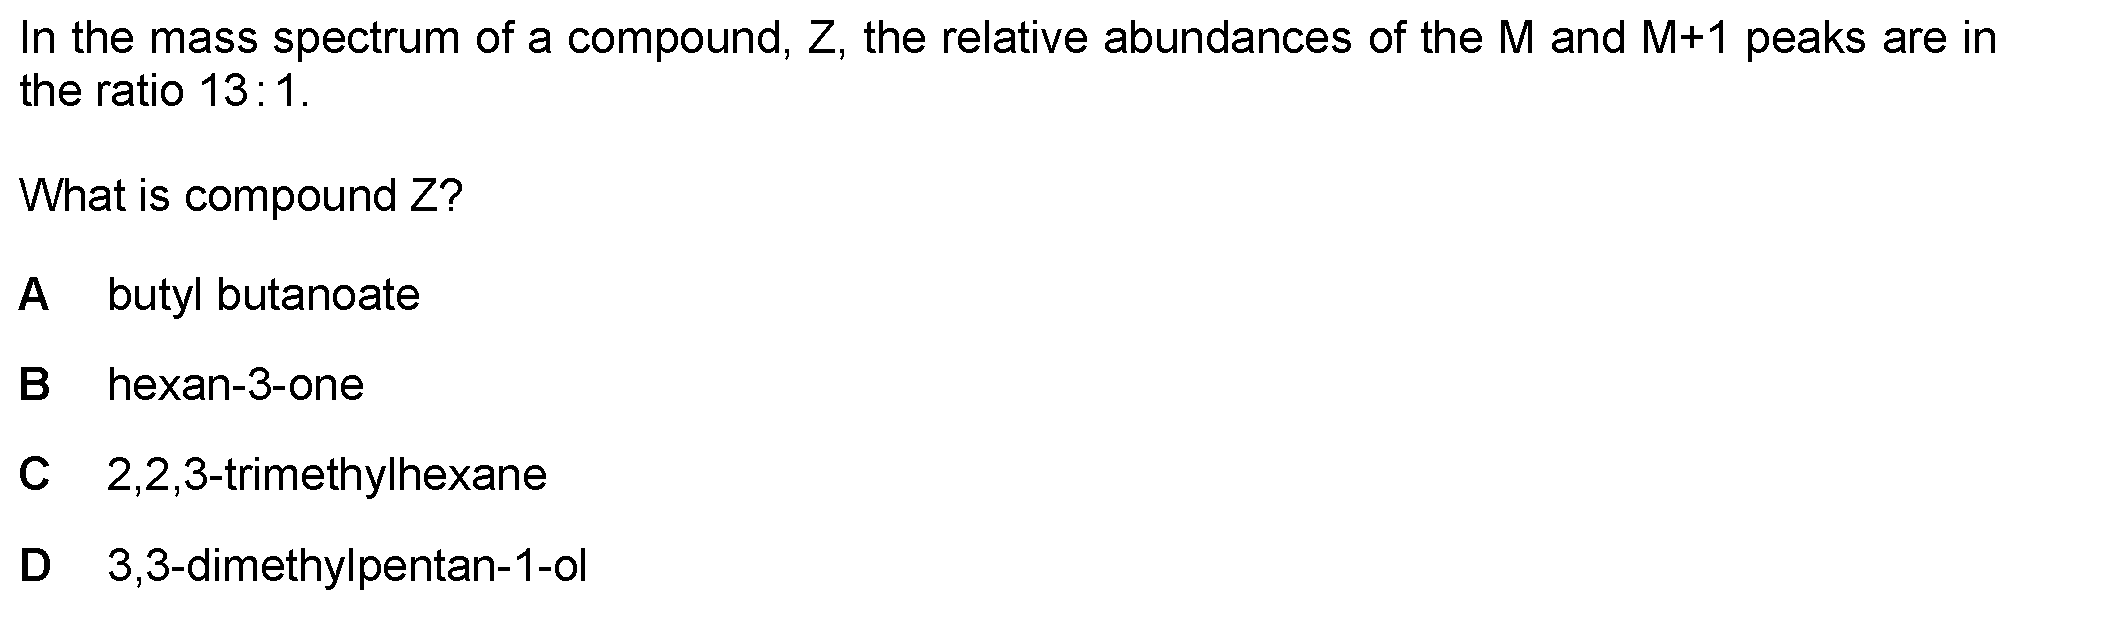 In the mass spectrum of a compound, Z, the relative abundances of the M and M+1 peaks are in
the ratio 13 : 1.
What is compound Z?
A butyl butanoate
B hexan-3-one
C 2,2,3-trimethylhexane
D 3,3-dimethylpentan-1-ol